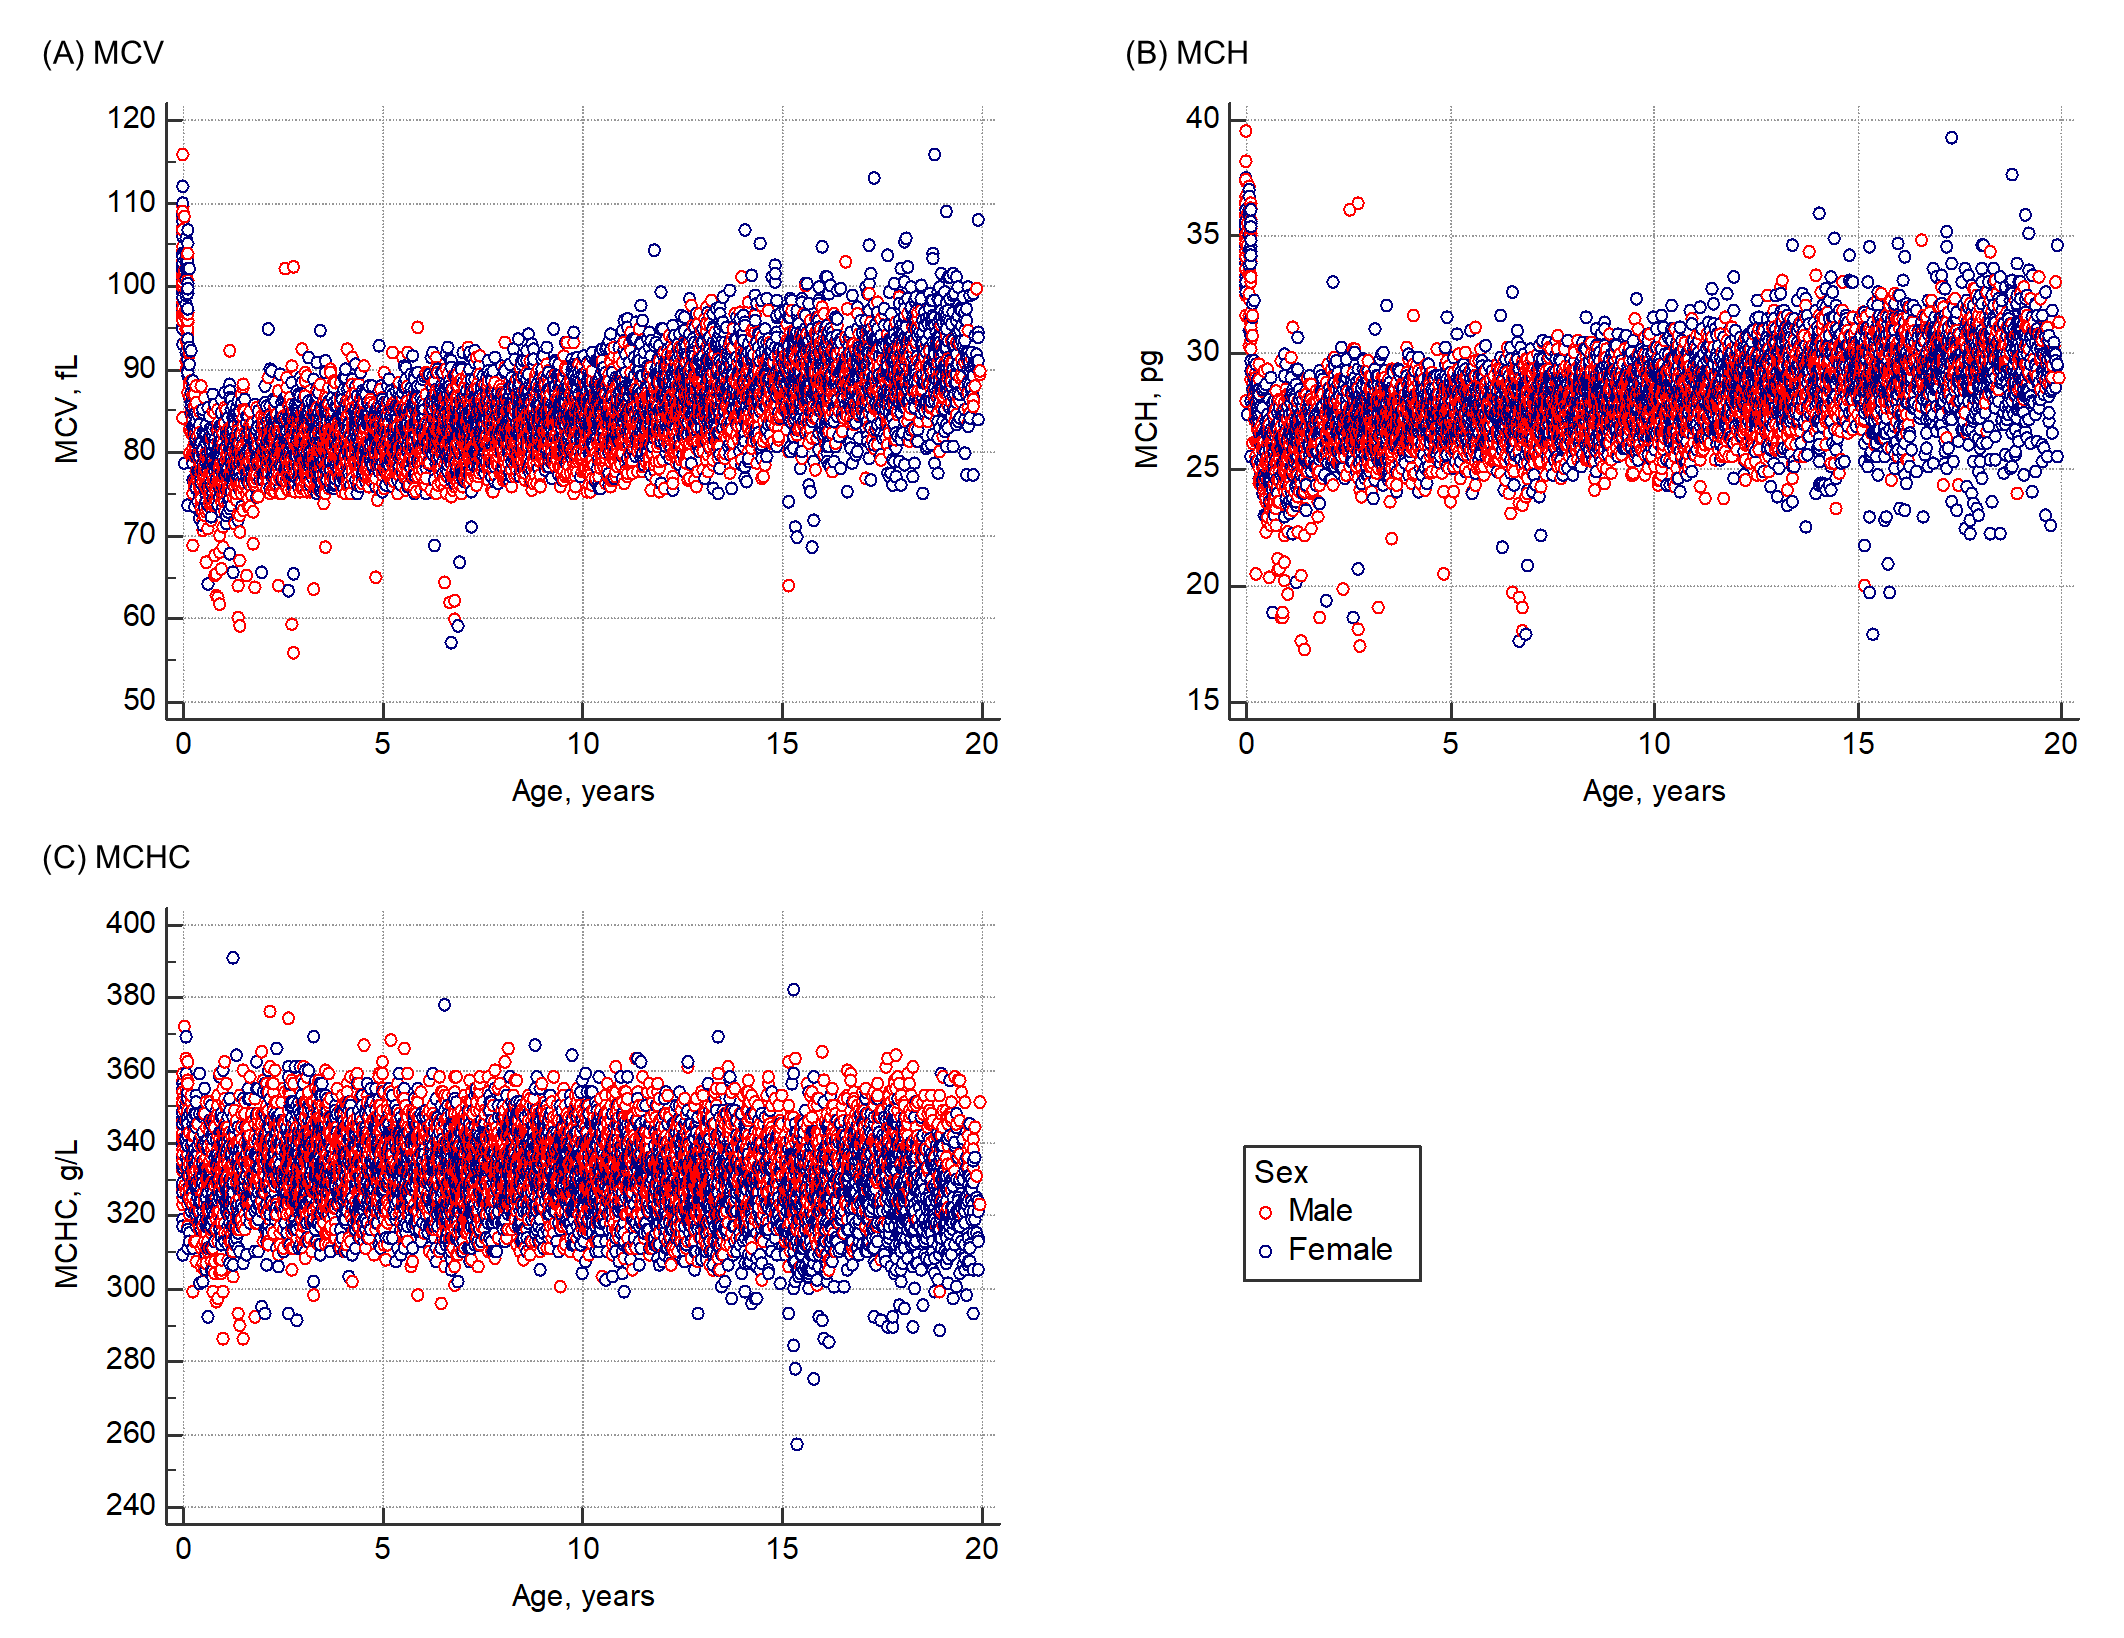 (A) MCV
120
110
100
90
80
70
60
50
MCV, fL
0 5 10 15 20
Age, years
(B) MCH
40
35
30
25
20
15
MCH, pg
0 5 10 15 20
Age, years
(C) MCHC
400
380
360
340
320
300
280
260
240
MCHC, g/L
0 5 10 15 20
Age, years
Sex
Male
Female